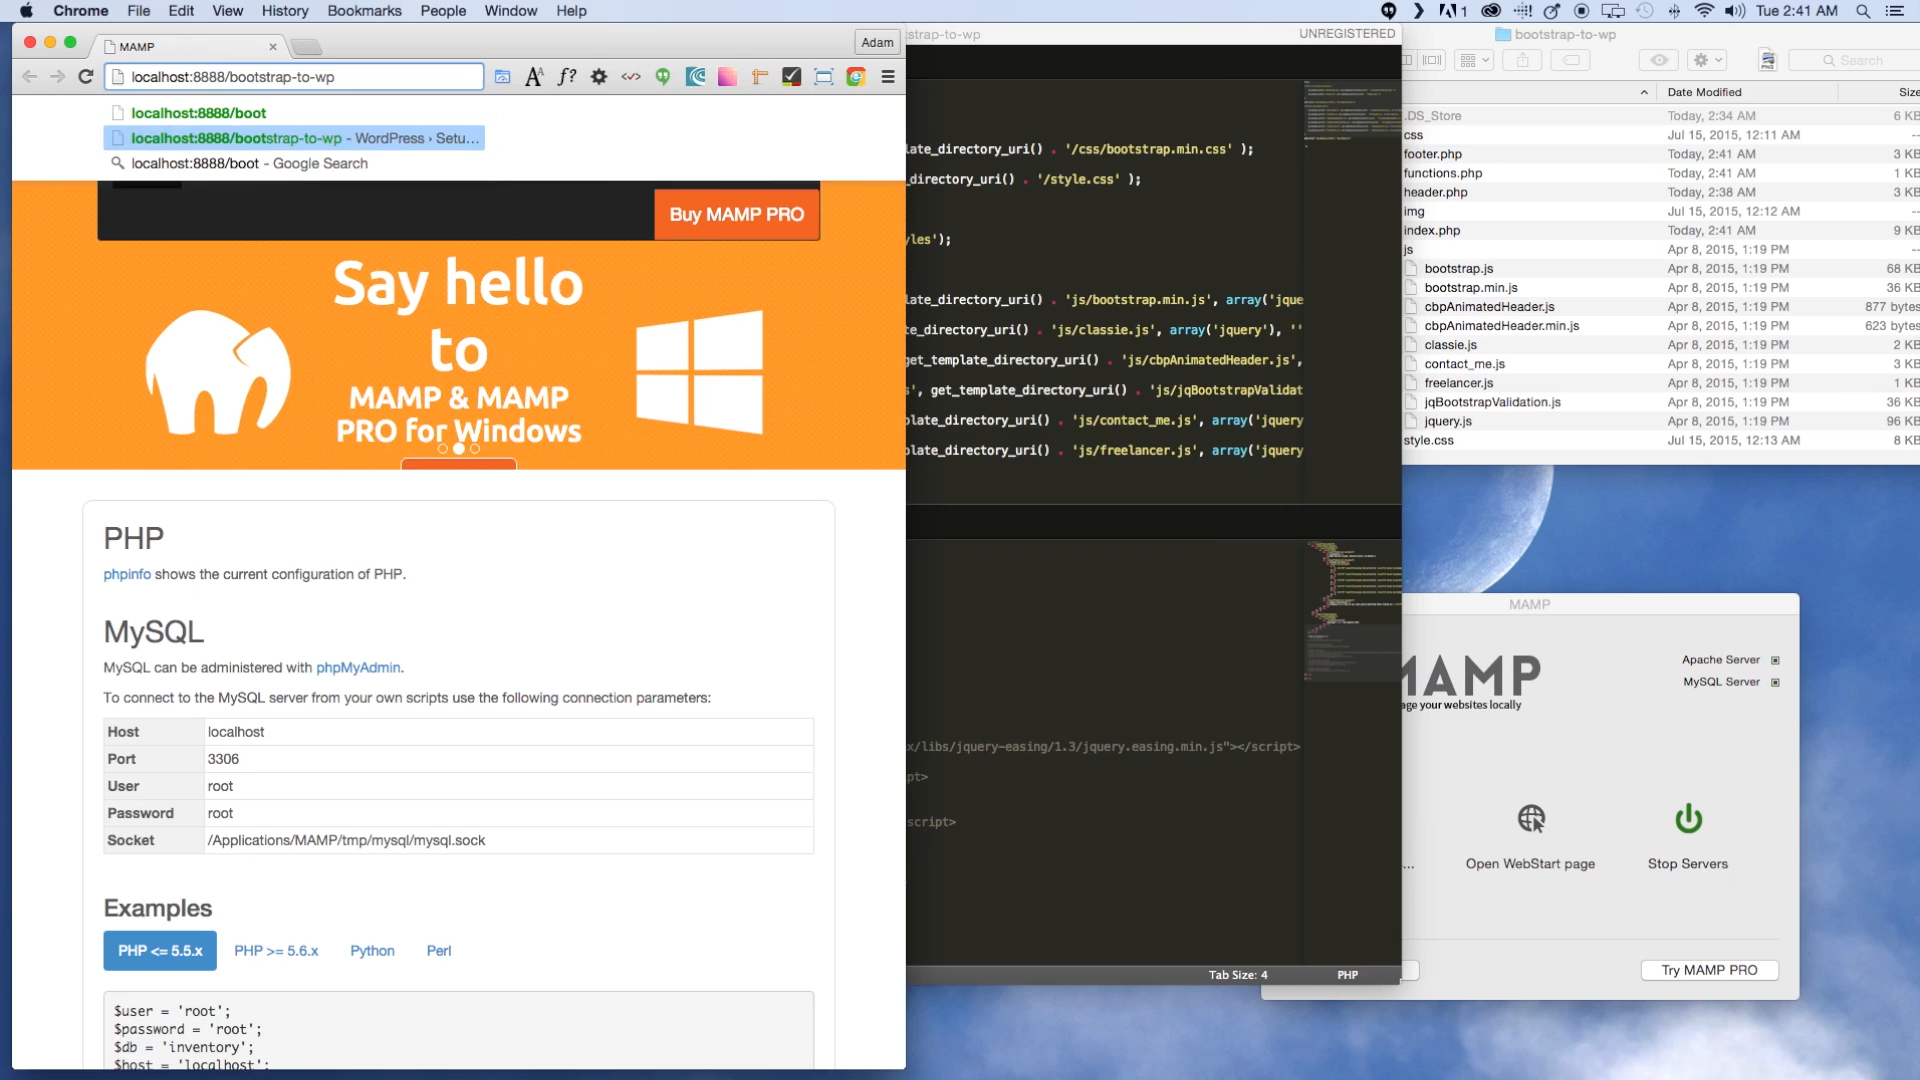 Chrome File Edit View History Bookmarks People Window Help
1 Tue 2:41 AM
MAMP
Adam
localhost:8888/bootstrap-to-wp
localhost:8888/boot
localhost:8888/bootstrap-to-wp - WordPress › Setu...
localhost:8888/boot - Google Search
Buy MAMP PRO
Say hello
to
MAMP & MAMP
PRO for Windows
PHP
phpinfo shows the current configuration of PHP.
MySQL
MySQL can be administered with phpMyAdmin.
To connect to the MySQL server from your own scripts use the following connection parameters:
Host localhost
Port 3306
User root
Password root
Socket /Applications/MAMP/tmp/mysql/mysql.sock
Examples
PHP <= 5.5.x PHP >= 5.6.x Python Perl
$user = 'root';
$password = 'root';
$db = 'inventory';
$host = 'localhost';
strap-to-wp UNREGISTERED
late_directory_uri() . '/css/bootstrap.min.css' );
_directory_uri() . '/style.css' );
yles');
late_directory_uri() . 'js/bootstrap.min.js', array('jque
te_directory_uri() . 'js/classie.js', array('jquery'), ''
get_template_directory_uri() . 'js/cbpAnimatedHeader.js',
s', get_template_directory_uri() . 'js/jqBootstrapValidat
plate_directory_uri() . 'js/contact_me.js', array('jquery
plate_directory_uri() . 'js/freelancer.js', array('jquery
x/libs/jquery-easing/1.3/jquery.easing.min.js"></script>
pt>
script>
Tab Size: 4 PHP
bootstrap-to-wp
Search
Date Modified Size
.DS_Store Today, 2:34 AM 6 KB
css Jul 15, 2015, 12:11 AM --
footer.php Today, 2:41 AM 3 KB
functions.php Today, 2:41 AM 1 KB
header.php Today, 2:38 AM 3 KB
img Jul 15, 2015, 12:12 AM --
index.php Today, 2:41 AM 9 KB
js Apr 8, 2015, 1:19 PM --
bootstrap.js Apr 8, 2015, 1:19 PM 68 KB
bootstrap.min.js Apr 8, 2015, 1:19 PM 36 KB
cbpAnimatedHeader.js Apr 8, 2015, 1:19 PM 877 bytes
cbpAnimatedHeader.min.js Apr 8, 2015, 1:19 PM 623 bytes
classie.js Apr 8, 2015, 1:19 PM 2 KB
contact_me.js Apr 8, 2015, 1:19 PM 3 KB
freelancer.js Apr 8, 2015, 1:19 PM 1 KB
jqBootstrapValidation.js Apr 8, 2015, 1:19 PM 36 KB
jquery.js Apr 8, 2015, 1:19 PM 96 KB
style.css Jul 15, 2015, 12:13 AM 8 KB
MAMP
MAMP
age your websites locally
Apache Server
MySQL Server
... Open WebStart page Stop Servers
Try MAMP PRO